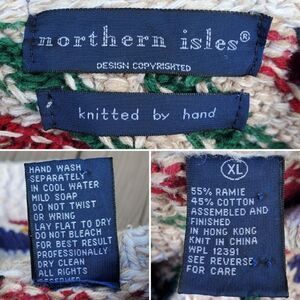 northern isles®
DESIGN COPYRIGHTED
knitted by hand
HAND WASH
SEPARATELY
IN COOL WATER
MILD SOAP
DO NOT TWIST
OR WRING
LAY FLAT TO DRY
DO NOT BLEACH
FOR BEST RESULT
PROFESSIONALLY
DRY CLEAN
ALL RIGHTS
XL
55% RAMIE
45% COTTON
ASSEMBLED AND
FINISHED
IN HONG KONG
KNIT IN CHINA
WPL 12391
SEE REVERSE
FOR CARE